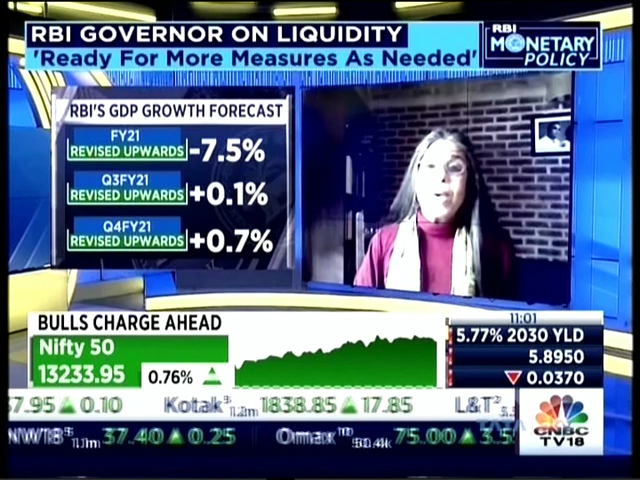 RBI GOVERNOR ON LIQUIDITY
'Ready For More Measures As Needed'
RBI
MONETARY
POLICY
RBI'S GDP GROWTH FORECAST
FY21
REVISED UPWARDS -7.5%
Q3FY21
REVISED UPWARDS +0.1%
Q4FY21
REVISED UPWARDS +0.7%
BULLS CHARGE AHEAD
Nifty 50
13233.95 0.76%
11:01
5.77% 2030 YLD
5.8950
0.0370
7.95 0.10 Kotak 1838.85 17.85 L&T
NW18 37.40 0.25 Omax 75.00 3.5
CNBC
TV18